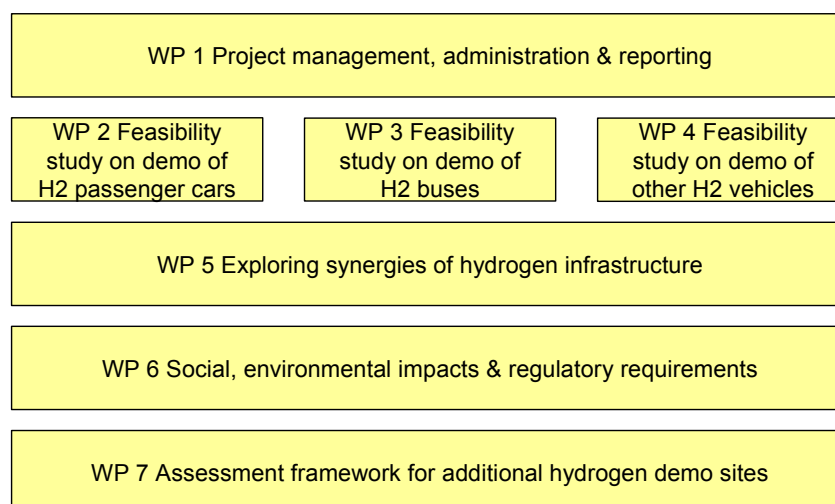 WP 1 Project management, administration & reporting
WP 2 Feasibility
study on demo of
H2 passenger cars
WP 3 Feasibility
study on demo of
H2 buses
WP 4 Feasibility
study on demo of
other H2 vehicles
WP 5 Exploring synergies of hydrogen infrastructure
WP 6 Social, environmental impacts & regulatory requirements
WP 7 Assessment framework for additional hydrogen demo sites